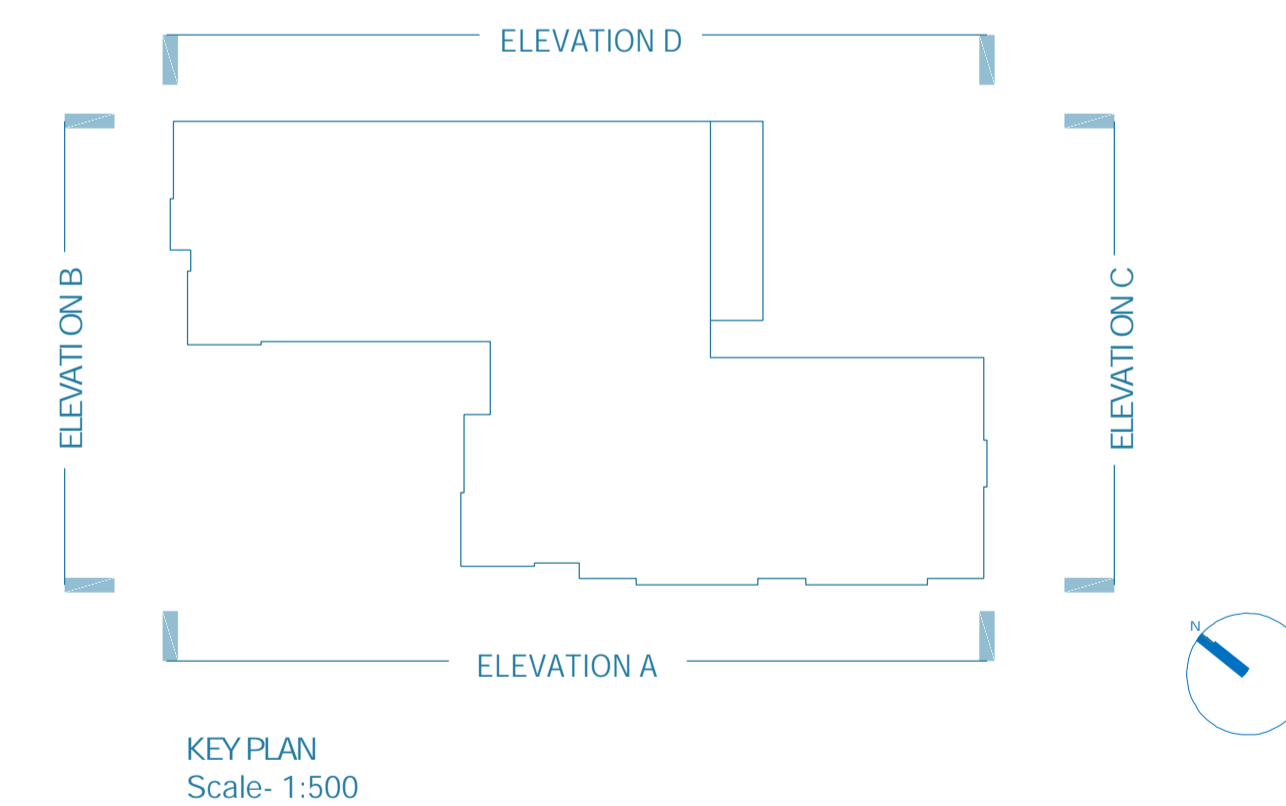 ELEVATION D
ELEVATION B
ELEVATION C
ELEVATION A
N
KEY PLAN
Scale- 1:500